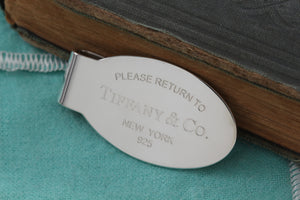 PLEASE RETURN TO
TIFFANY & CO.
NEW YORK
925